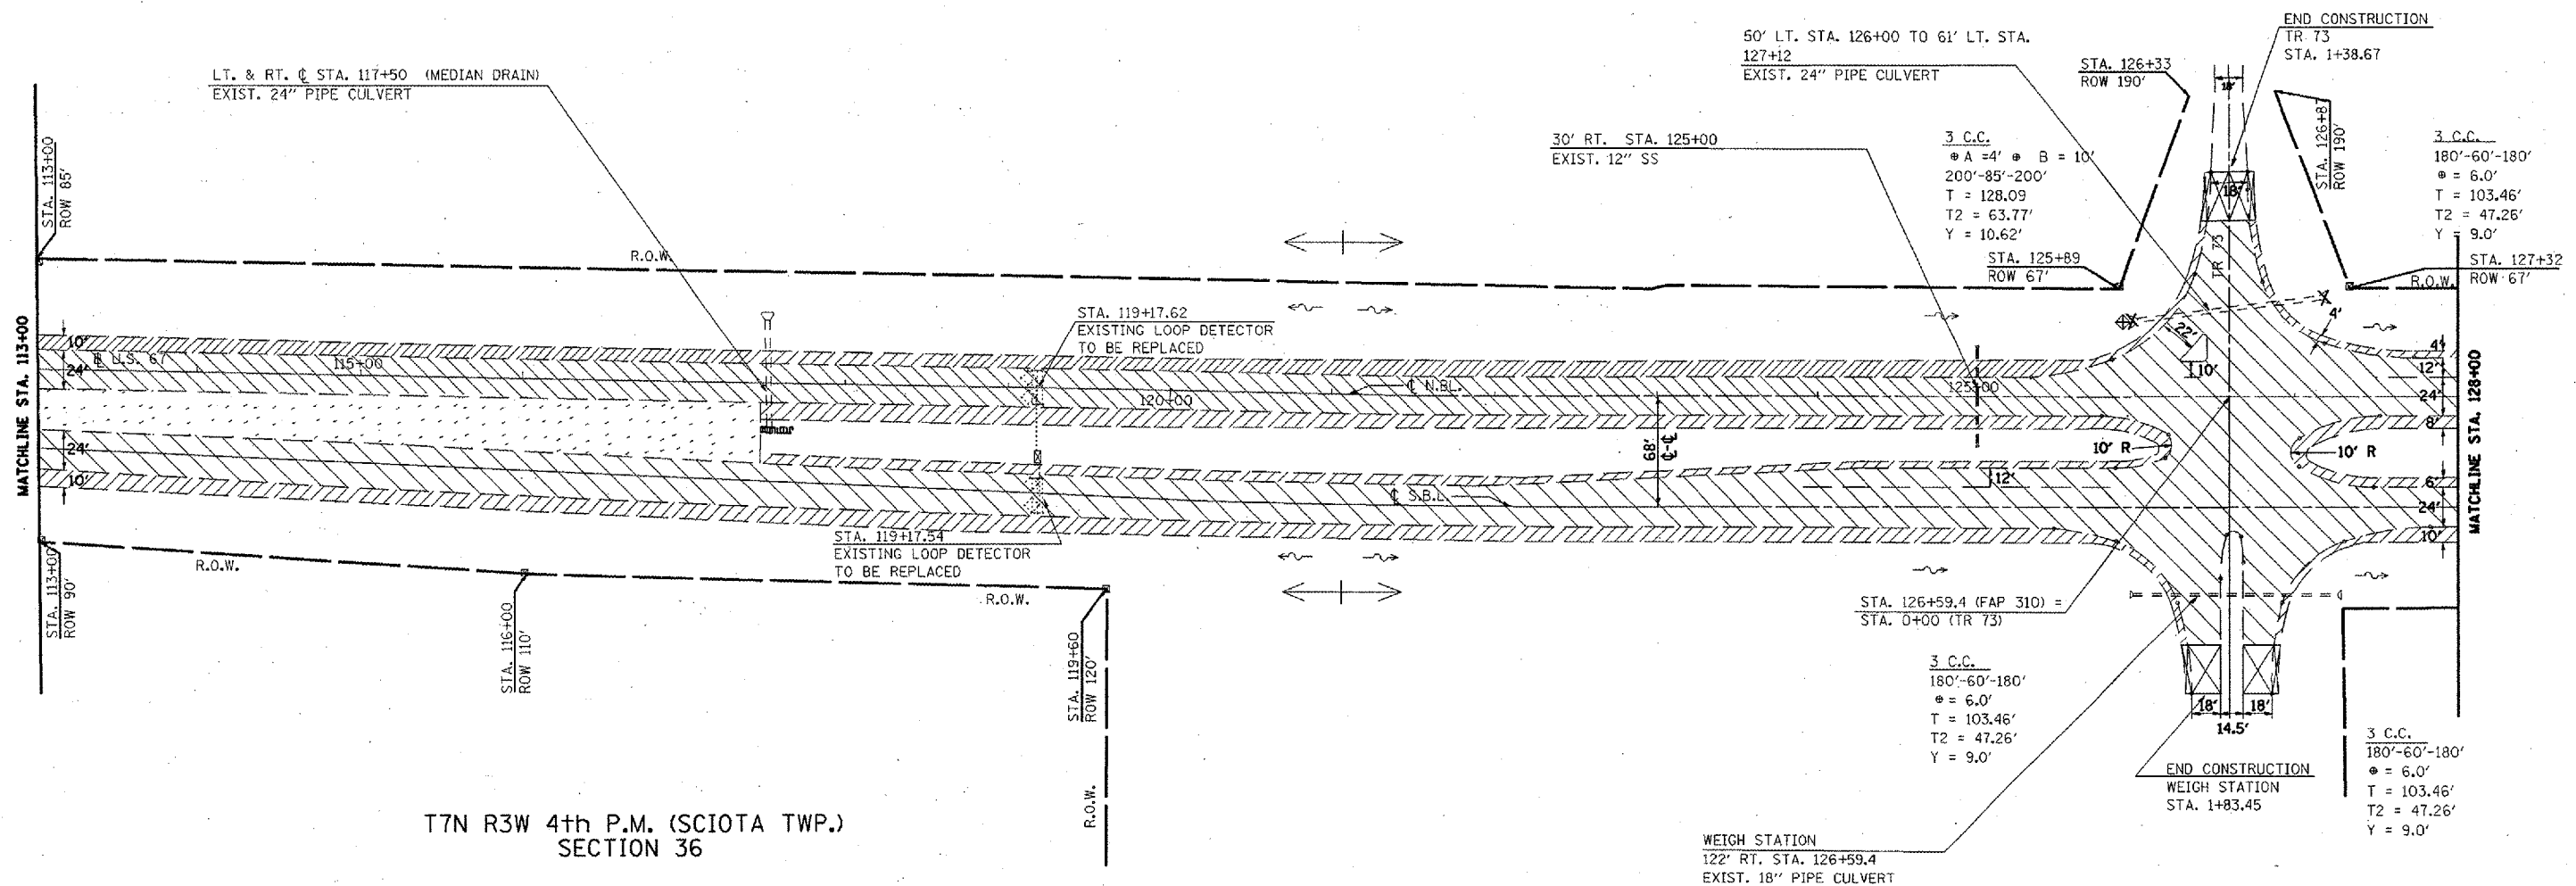 END CONSTRUCTION
TR 73
STA. 1+38.67
50' LT. STA. 126+00 TO 61' LT. STA.
127+12
EXIST. 24" PIPE CULVERT
STA. 126+33
ROW 190'
LT. & RT. ℄ STA. 117+50 (MEDIAN DRAIN)
EXIST. 24" PIPE CULVERT
18'
STA. 126+87
ROW 190'
30' RT. STA. 125+00
EXIST. 12" SS
3 C.C.
⊕ A =4' ⊕ B = 10'
200'-85'-200'
T = 128.09
T2 = 63.77'
Y = 10.62'
3 C.C.
180'-60'-180'
⊕ = 6.0'
T = 103.46'
T2 = 47.26'
Y = 9.0'
STA. 113+00
ROW 85'
18'
TR 73
R.O.W.
STA. 125+89
ROW 67'
STA. 127+32
ROW 67'
R.O.W.
STA. 119+17.62
EXISTING LOOP DETECTOR
TO BE REPLACED
MATCHLINE STA. 113+00
10'
24'
U.S. 67
115+00
120+00
℄ N.BL.
125+00
22'
10'
4'
4'
12'
24'
8'
MATCHLINE STA. 128+00
24'
10'
68'
℄-℄
10' R
10' R
12'
℄ S.B.L.
6'
24'
10'
STA. 119+17.54
EXISTING LOOP DETECTOR
TO BE REPLACED
STA. 113+00
ROW 90'
R.O.W.
STA. 116+00
ROW 110'
R.O.W.
STA. 119+60
ROW 120'
STA. 126+59.4 (FAP 310) =
STA. 0+00 (TR 73)
3 C.C.
180'-60'-180'
⊕ = 6.0'
T = 103.46'
T2 = 47.26'
Y = 9.0'
18'
18'
14.5'
3 C.C.
180'-60'-180'
⊕ = 6.0'
T = 103.46'
T2 = 47.26'
Y = 9.0'
END CONSTRUCTION
WEIGH STATION
STA. 1+83.45
R.O.W.
T7N R3W 4th P.M. (SCIOTA TWP.)
SECTION 36
WEIGH STATION
122' RT. STA. 126+59.4
EXIST. 18" PIPE CULVERT